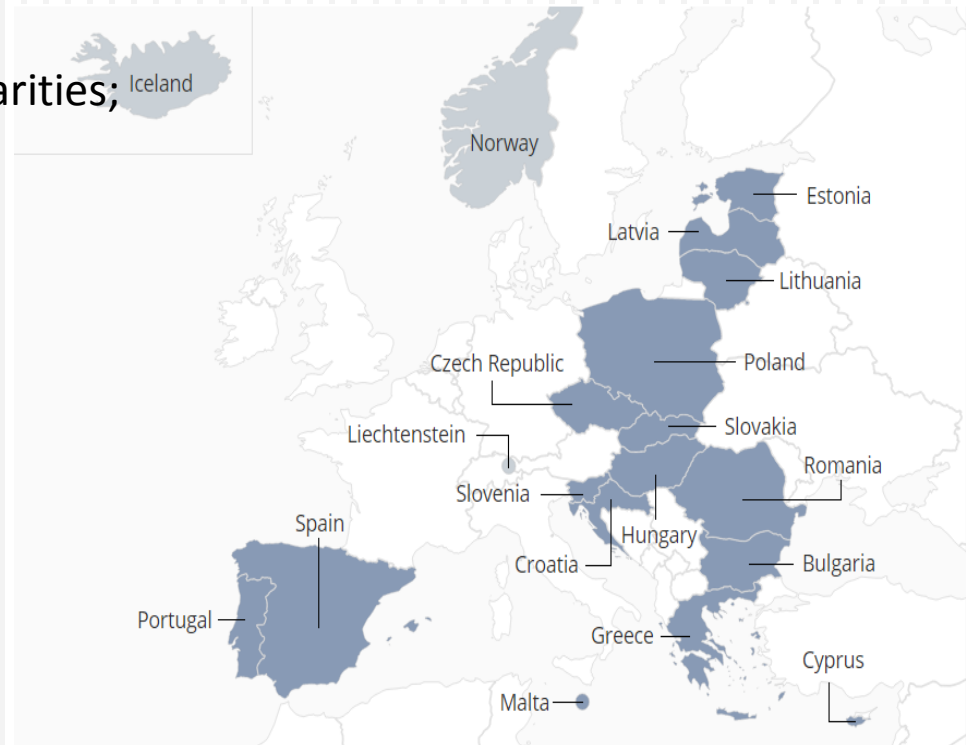 arities;
Iceland
Norway
Estonia
Latvia
Lithuania
Czech Republic
Poland
Slovakia
Liechtenstein
Romania
Slovenia
Spain
Hungary
Croatia
Bulgaria
Portugal
Greece
Cyprus
Malta